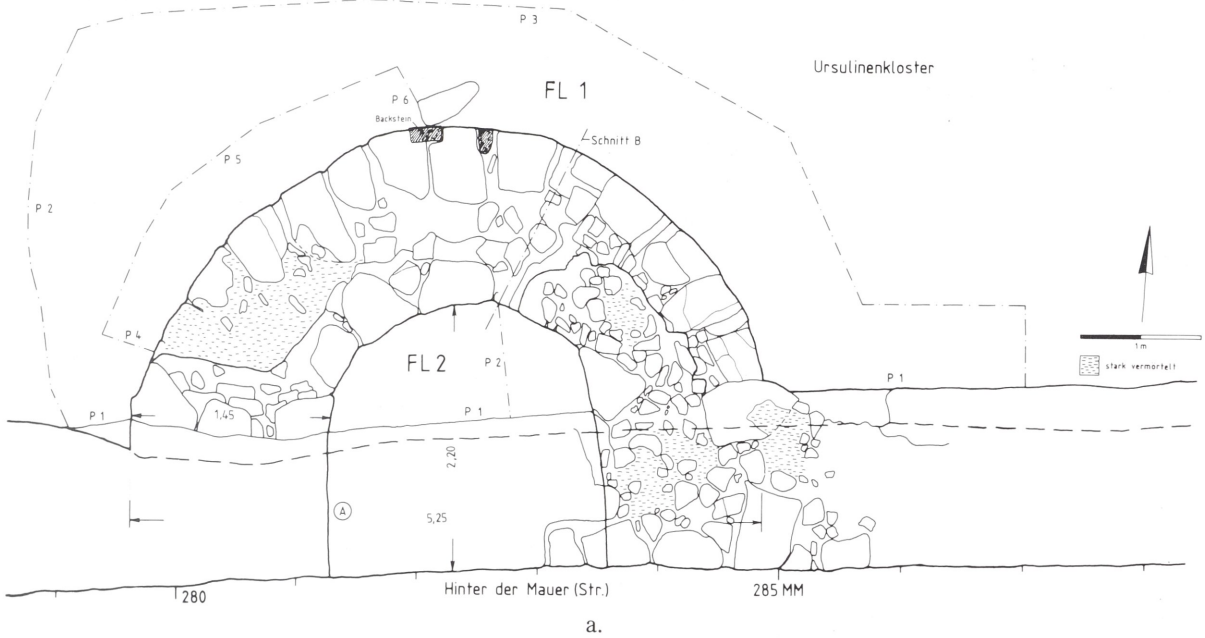 P 3
Ursulinenkloster
FL 1
P 6
Backstein
Schnitt B
P 5
P 2
P 4
1 m
FL 2
P 2
stark vermortelt
P 1
P 1
1,45
P 1
2,20
A
5,25
280
Hinter der Mauer (Str.)
285 MM
a.